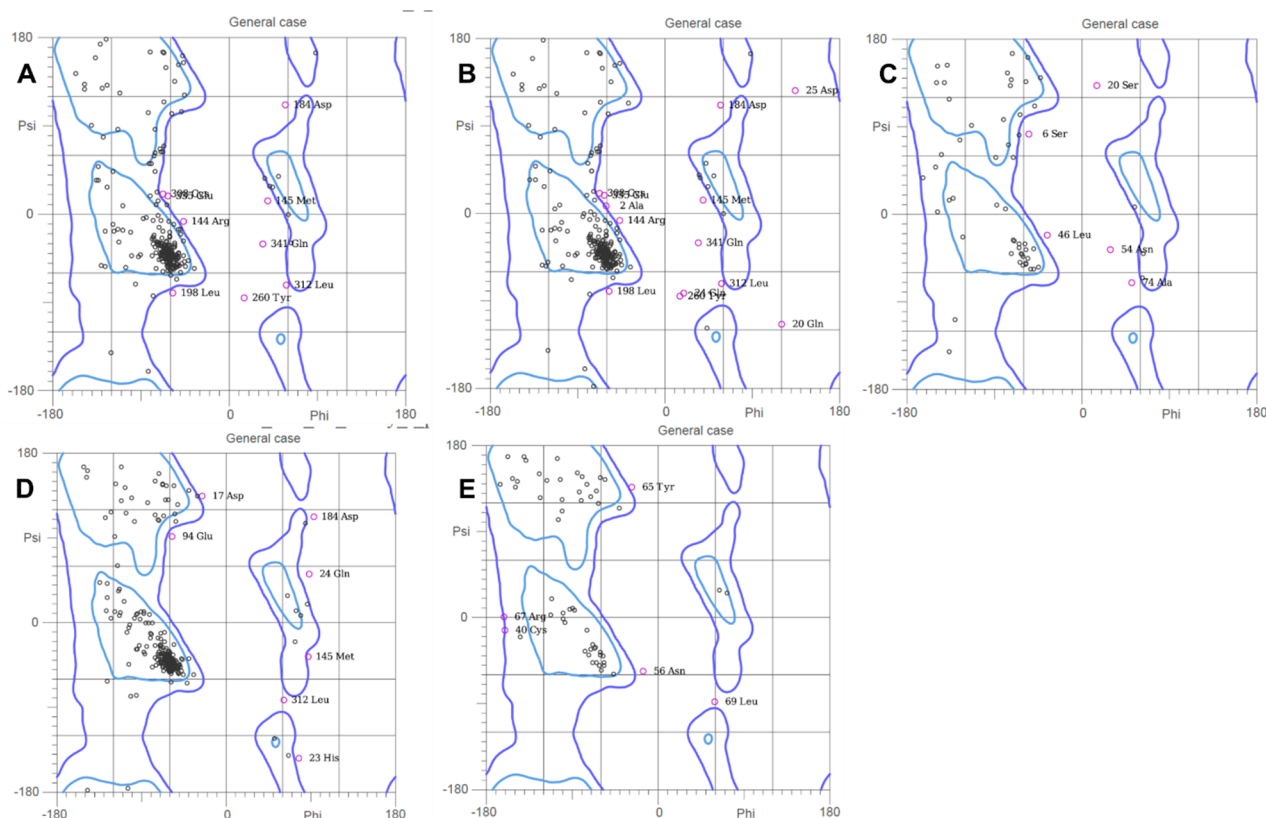 General case
A
180
Psi
0
-180
-180
0
180
Phi
184 Asp
308 Cys
335 Glu
145 Met
144 Arg
341 Gln
312 Leu
198 Leu
260 Tyr
General case
B
180
Psi
0
-180
-180
0
180
Phi
25 Asp
184 Asp
308 Cys
335 Glu
2 Ala
145 Met
144 Arg
341 Gln
312 Leu
198 Leu
24 Gln
260 Tyr
20 Gln
General case
C
180
Psi
0
-180
-180
0
180
Phi
20 Ser
6 Ser
46 Leu
54 Asn
74 Ala
General case
D
180
Psi
0
-180
-180
0
180
Phi
17 Asp
184 Asp
94 Glu
24 Gln
145 Met
312 Leu
23 His
General case
E
180
Psi
0
-180
-180
0
180
Phi
65 Tyr
67 Arg
40 Cys
56 Asn
69 Leu